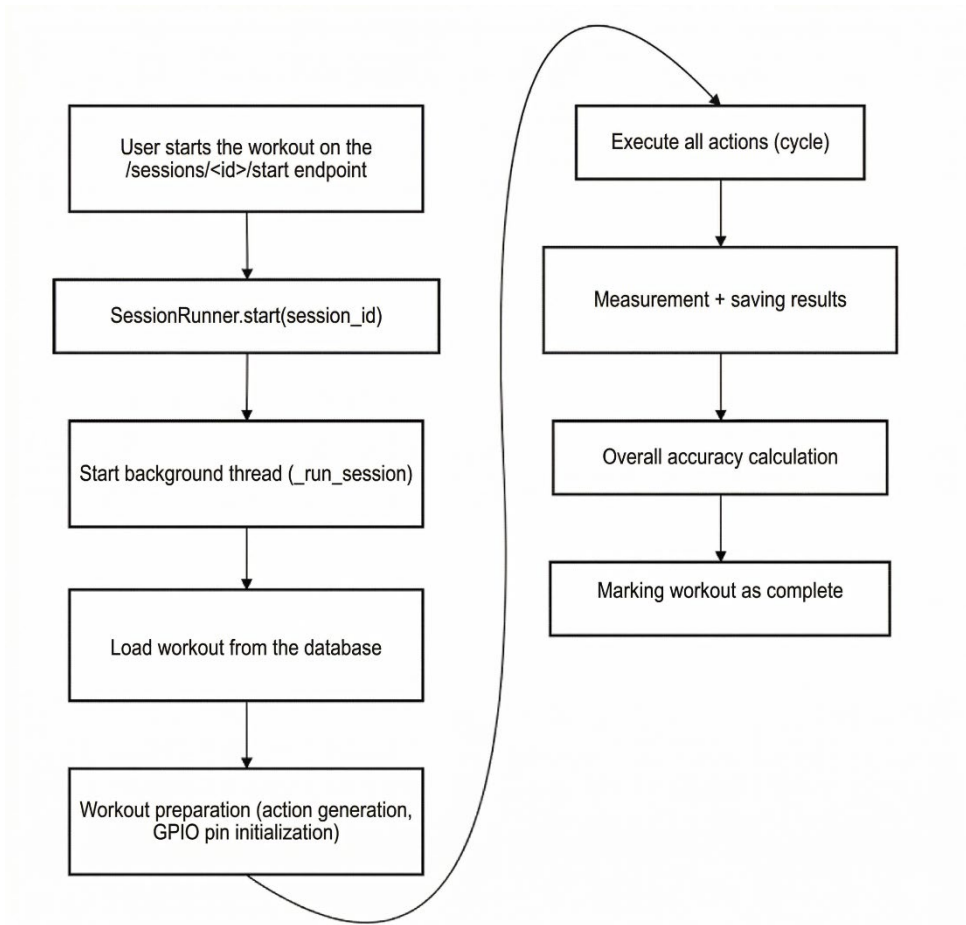 User starts the workout on the
/sessions/<id>/start endpoint
SessionRunner.start(session_id)
Start background thread (_run_session)
Load workout from the database
Workout preparation (action generation,
GPIO pin initialization)
Execute all actions (cycle)
Measurement + saving results
Overall accuracy calculation
Marking workout as complete